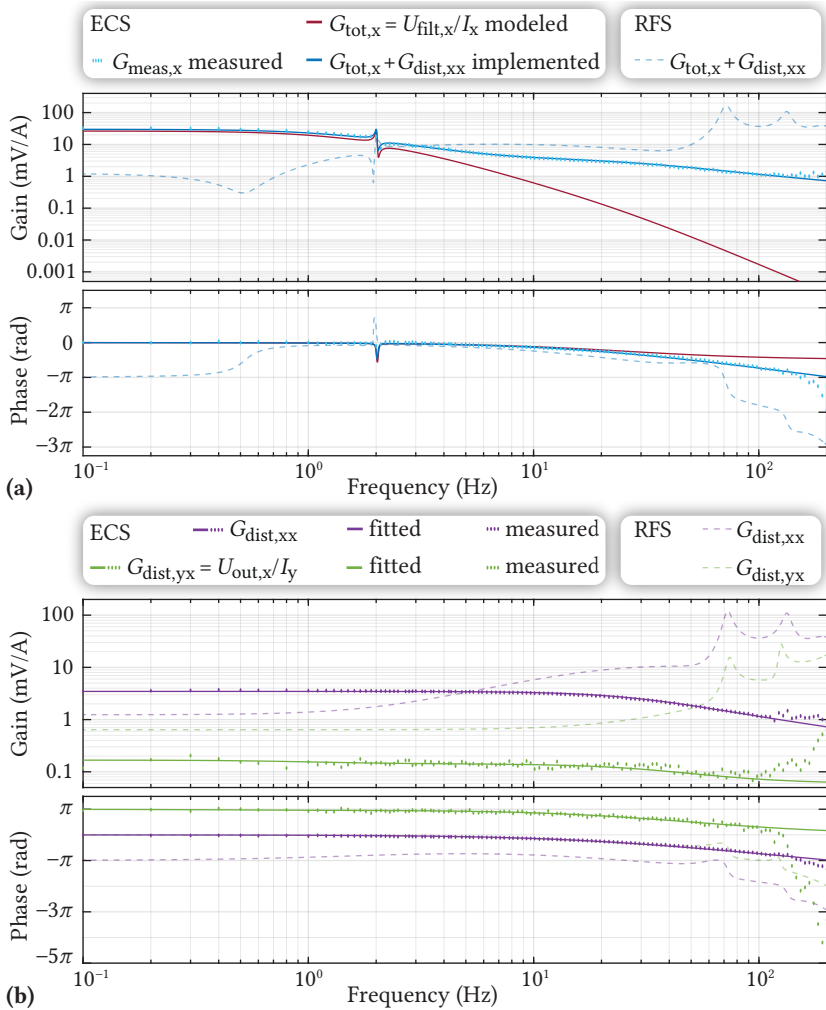 ECS
G_tot,x = U_filt,x/I_x modeled
RFS
G_meas,x measured
G_tot,x + G_dist,xx implemented
G_tot,x + G_dist,xx
Gain (mV/A)
100
10
1
0.1
0.01
0.001
Phase (rad)
π
0
−π
−2π
−3π
10^-1
10^0
10^1
10^2
Frequency (Hz)
(a)
ECS
G_dist,xx
fitted
measured
RFS
G_dist,xx
G_dist,yx = U_out,x/I_y
fitted
measured
G_dist,yx
Gain (mV/A)
100
10
1
0.1
Phase (rad)
π
−π
−3π
−5π
10^-1
10^0
10^1
10^2
Frequency (Hz)
(b)